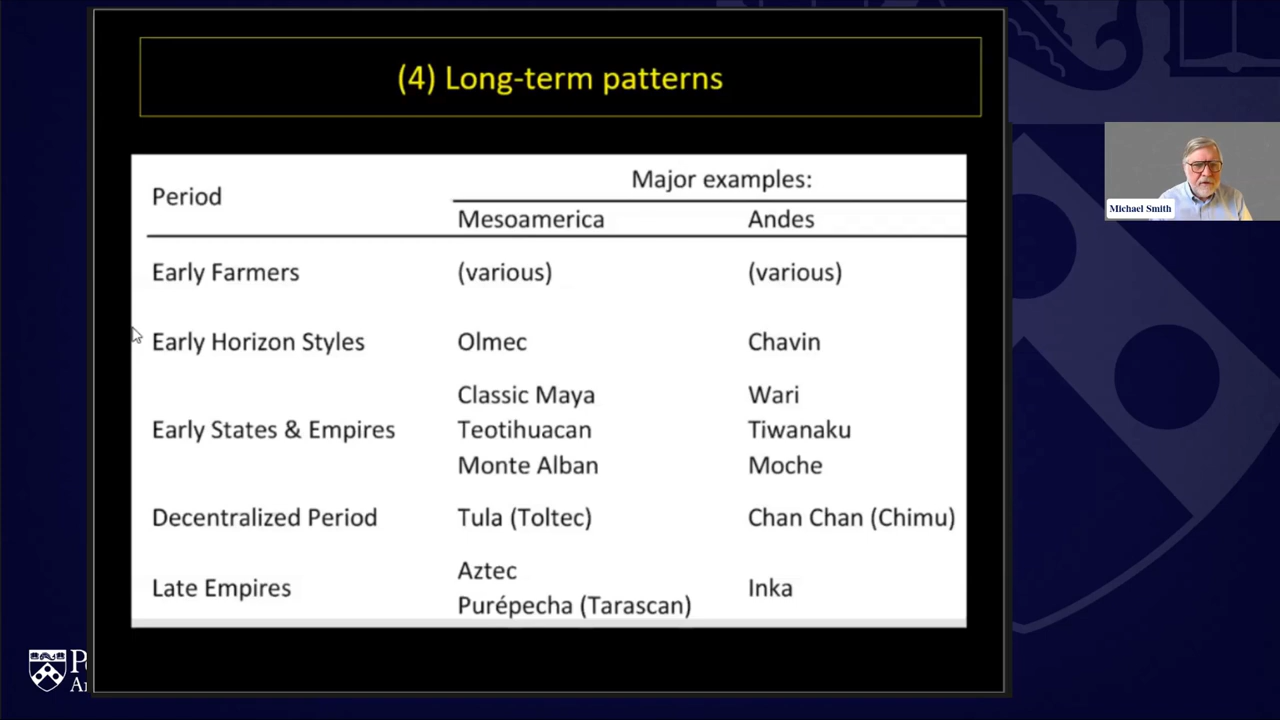 (4) Long-term patterns
Period
Major examples:
Mesoamerica Andes
Early Farmers (various) (various)
Early Horizon Styles Olmec Chavin
Classic Maya Wari
Early States & Empires Teotihuacan Tiwanaku
Monte Alban Moche
Decentralized Period Tula (Toltec) Chan Chan (Chimu)
Aztec
Late Empires Inka
Purépecha (Tarascan)
Michael Smith